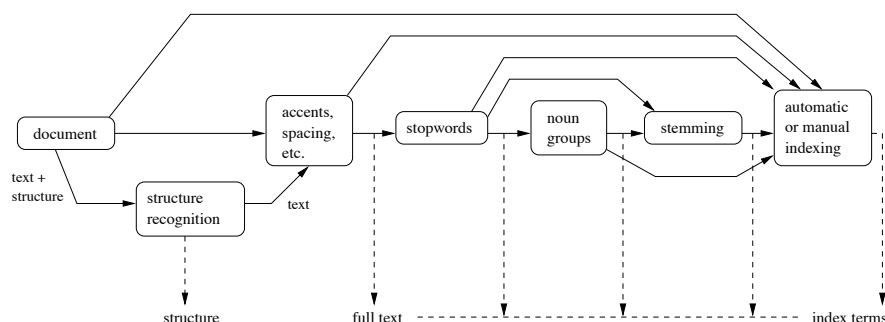 document
text +
structure
structure
recognition
text
accents,
spacing,
etc.
stopwords
noun
groups
stemming
automatic
or manual
indexing
structure
full text
index terms